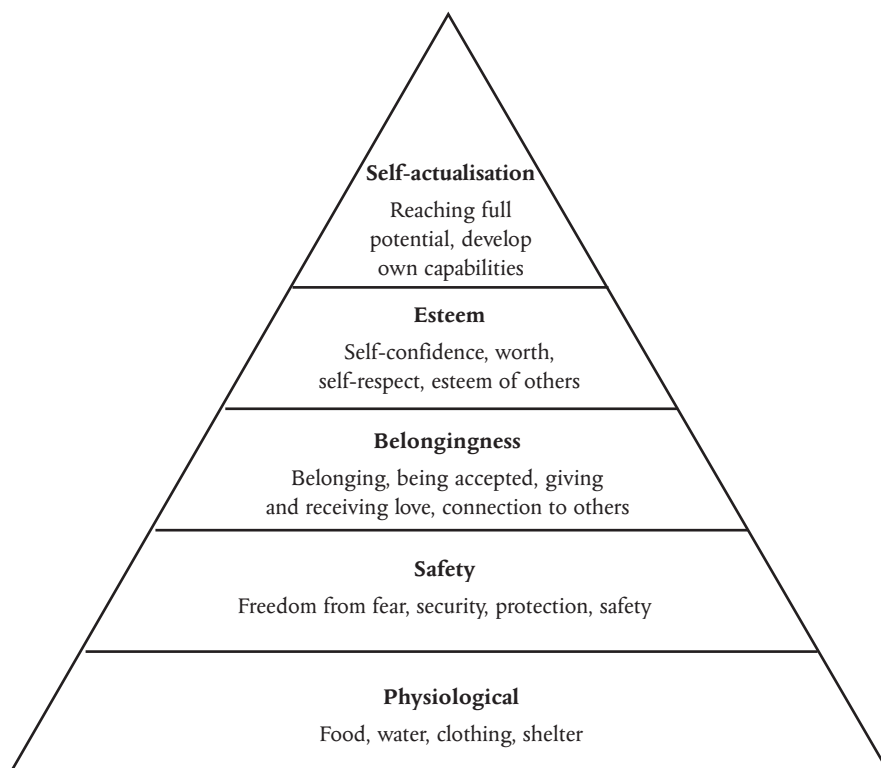 Self-actualisation
Reaching full
potential, develop
own capabilities
Esteem
Self-confidence, worth,
self-respect, esteem of others
Belongingness
Belonging, being accepted, giving
and receiving love, connection to others
Safety
Freedom from fear, security, protection, safety
Physiological
Food, water, clothing, shelter